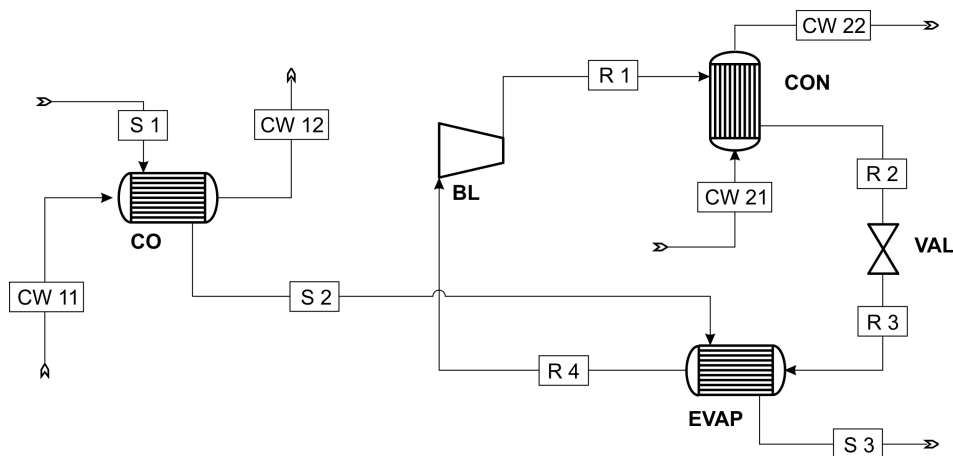 CW 22
R 1
CON
S 1
CW 12
BL
R 2
CW 21
CO
VAL
CW 11
S 2
R 3
R 4
EVAP
S 3